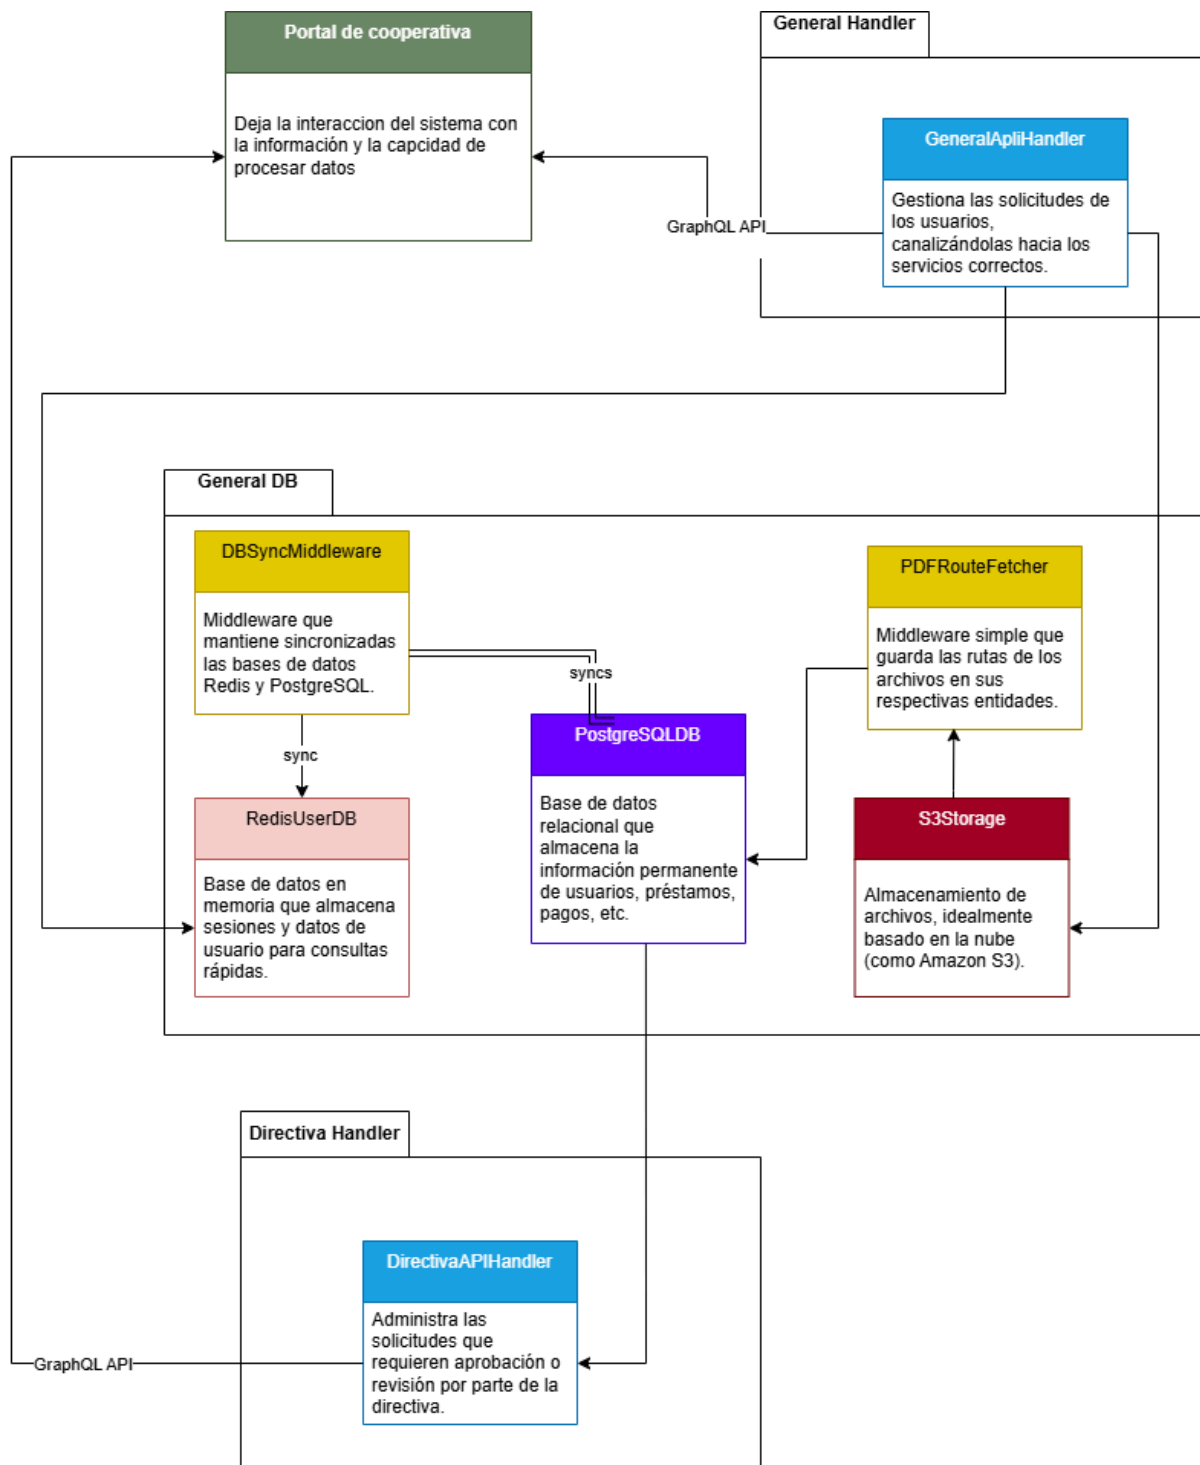 Portal de cooperativa
Deja la interaccion del sistema con
la información y la capcidad de
procesar datos
General Handler
GeneralApliHandler
Gestiona las solicitudes de
los usuarios,
canalizándolas hacia los
servicios correctos.
GraphQL API
General DB
DBSyncMiddleware
Middleware que
mantiene sincronizadas
las bases de datos
Redis y PostgreSQL.
syncs
sync
PDFRouteFetcher
Middleware simple que
guarda las rutas de los
archivos en sus
respectivas entidades.
PostgreSQLDB
Base de datos
relacional que
almacena la
información permanente
de usuarios, préstamos,
pagos, etc.
RedisUserDB
Base de datos en
memoria que almacena
sesiones y datos de
usuario para consultas
rápidas.
S3Storage
Almacenamiento de
archivos, idealmente
basado en la nube
(como Amazon S3).
Directiva Handler
DirectivaAPIHandler
Administra las
solicitudes que
requieren aprobación o
revisión por parte de la
directiva.
GraphQL API